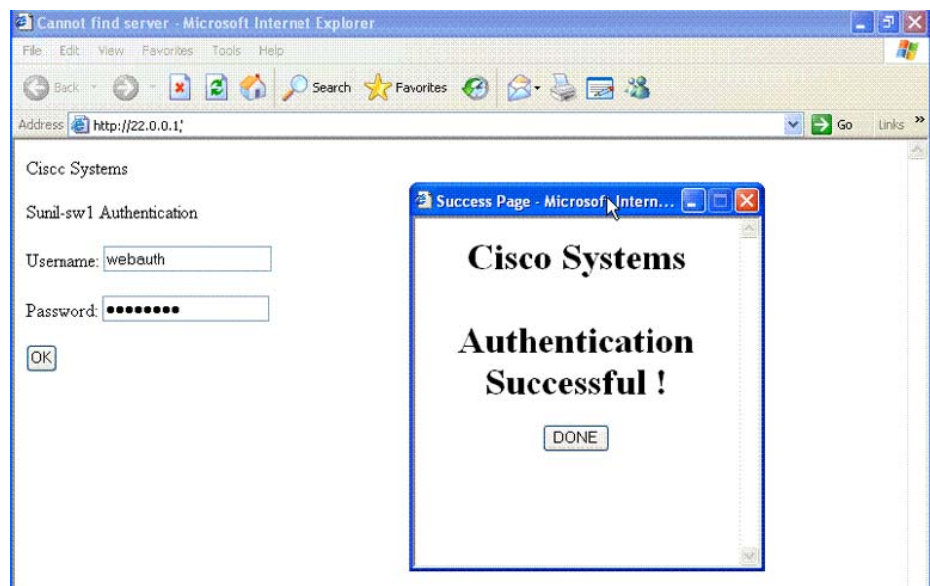 Cannot find server - Microsoft Internet Explorer
File Edit View Favorites Tools Help
Back Search Favorites
Address http://22.0.0.1; Go Links »
Ciscc Systems
Sunil-sw1 Authentication
Username: webauth
Password: ●●●●●●●●
OK
Success Page - Microsoft Intern...
Cisco Systems
Authentication
Successful !
DONE